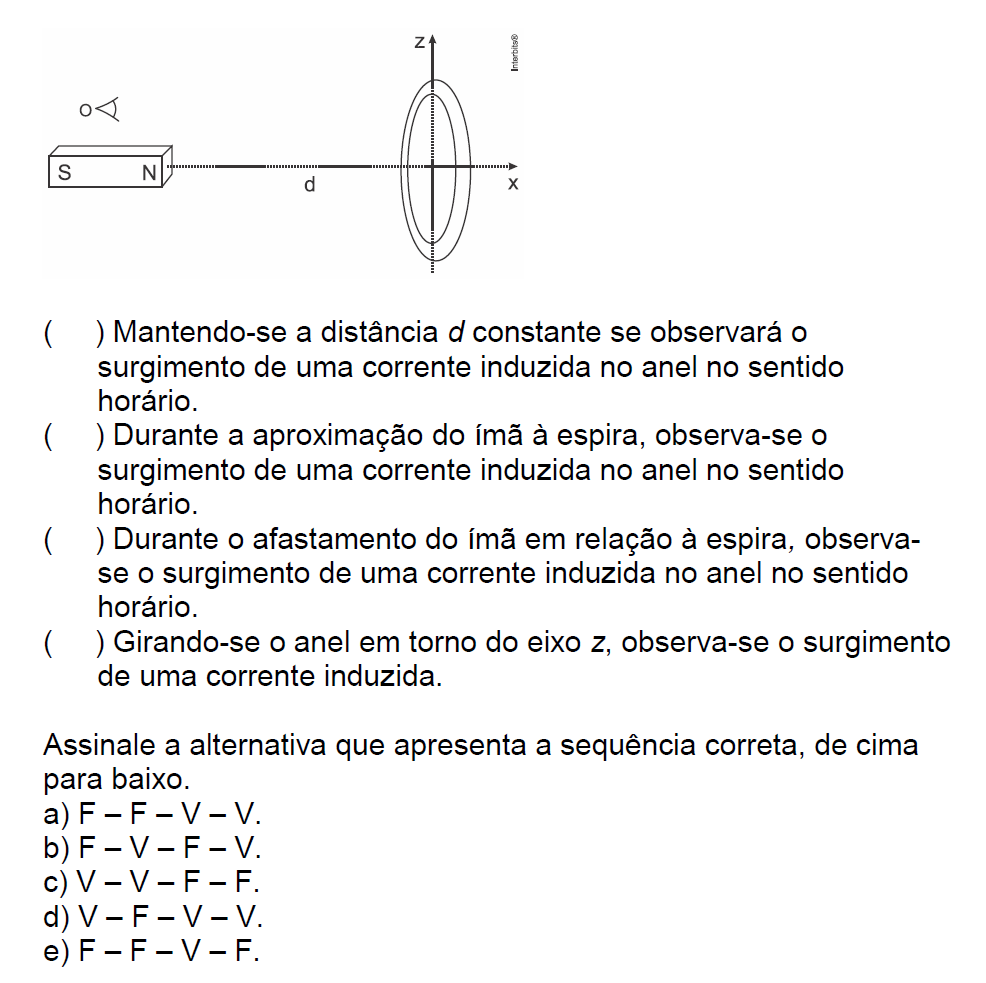 z
Interbits®
O
S
N
d
x
( ) Mantendo-se a distância d constante se observará o
surgimento de uma corrente induzida no anel no sentido
horário.
( ) Durante a aproximação do ímã à espira, observa-se o
surgimento de uma corrente induzida no anel no sentido
horário.
( ) Durante o afastamento do ímã em relação à espira, observa-
se o surgimento de uma corrente induzida no anel no sentido
horário.
( ) Girando-se o anel em torno do eixo z, observa-se o surgimento
de uma corrente induzida.
Assinale a alternativa que apresenta a sequência correta, de cima
para baixo.
a) F – F – V – V.
b) F – V – F – V.
c) V – V – F – F.
d) V – F – V – V.
e) F – F – V – F.